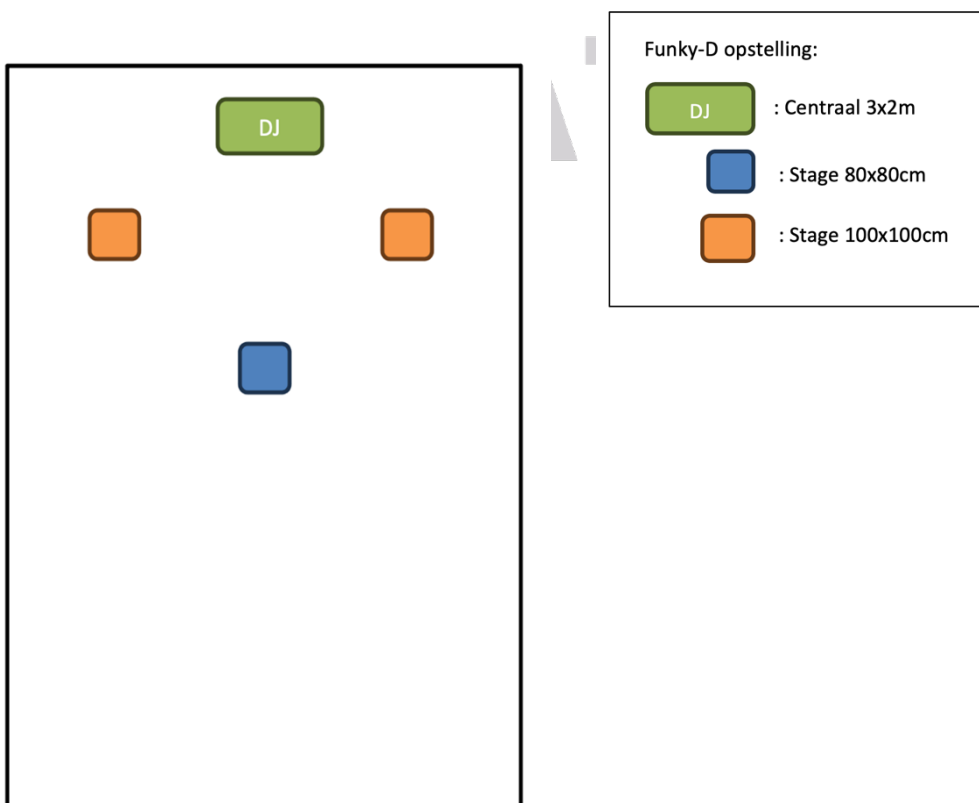 DJ
Funky-D opstelling:
DJ : Centraal 3x2m
: Stage 80x80cm
: Stage 100x100cm